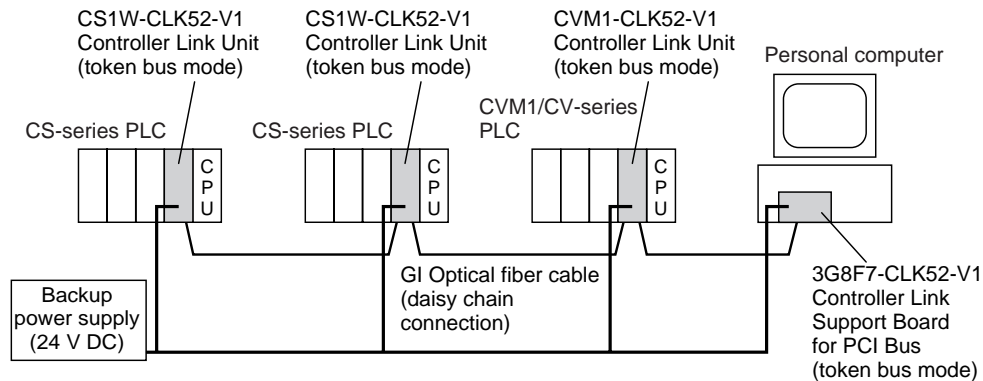 CS1W-CLK52-V1
Controller Link Unit
(token bus mode)
CS1W-CLK52-V1
Controller Link Unit
(token bus mode)
CVM1-CLK52-V1
Controller Link Unit
(token bus mode)
Personal computer
CS-series PLC
CS-series PLC
CVM1/CV-series
PLC
C
P
U
C
P
U
C
P
U
GI Optical fiber cable
(daisy chain
connection)
3G8F7-CLK52-V1
Controller Link
Support Board
for PCI Bus
(token bus mode)
Backup
power supply
(24 V DC)